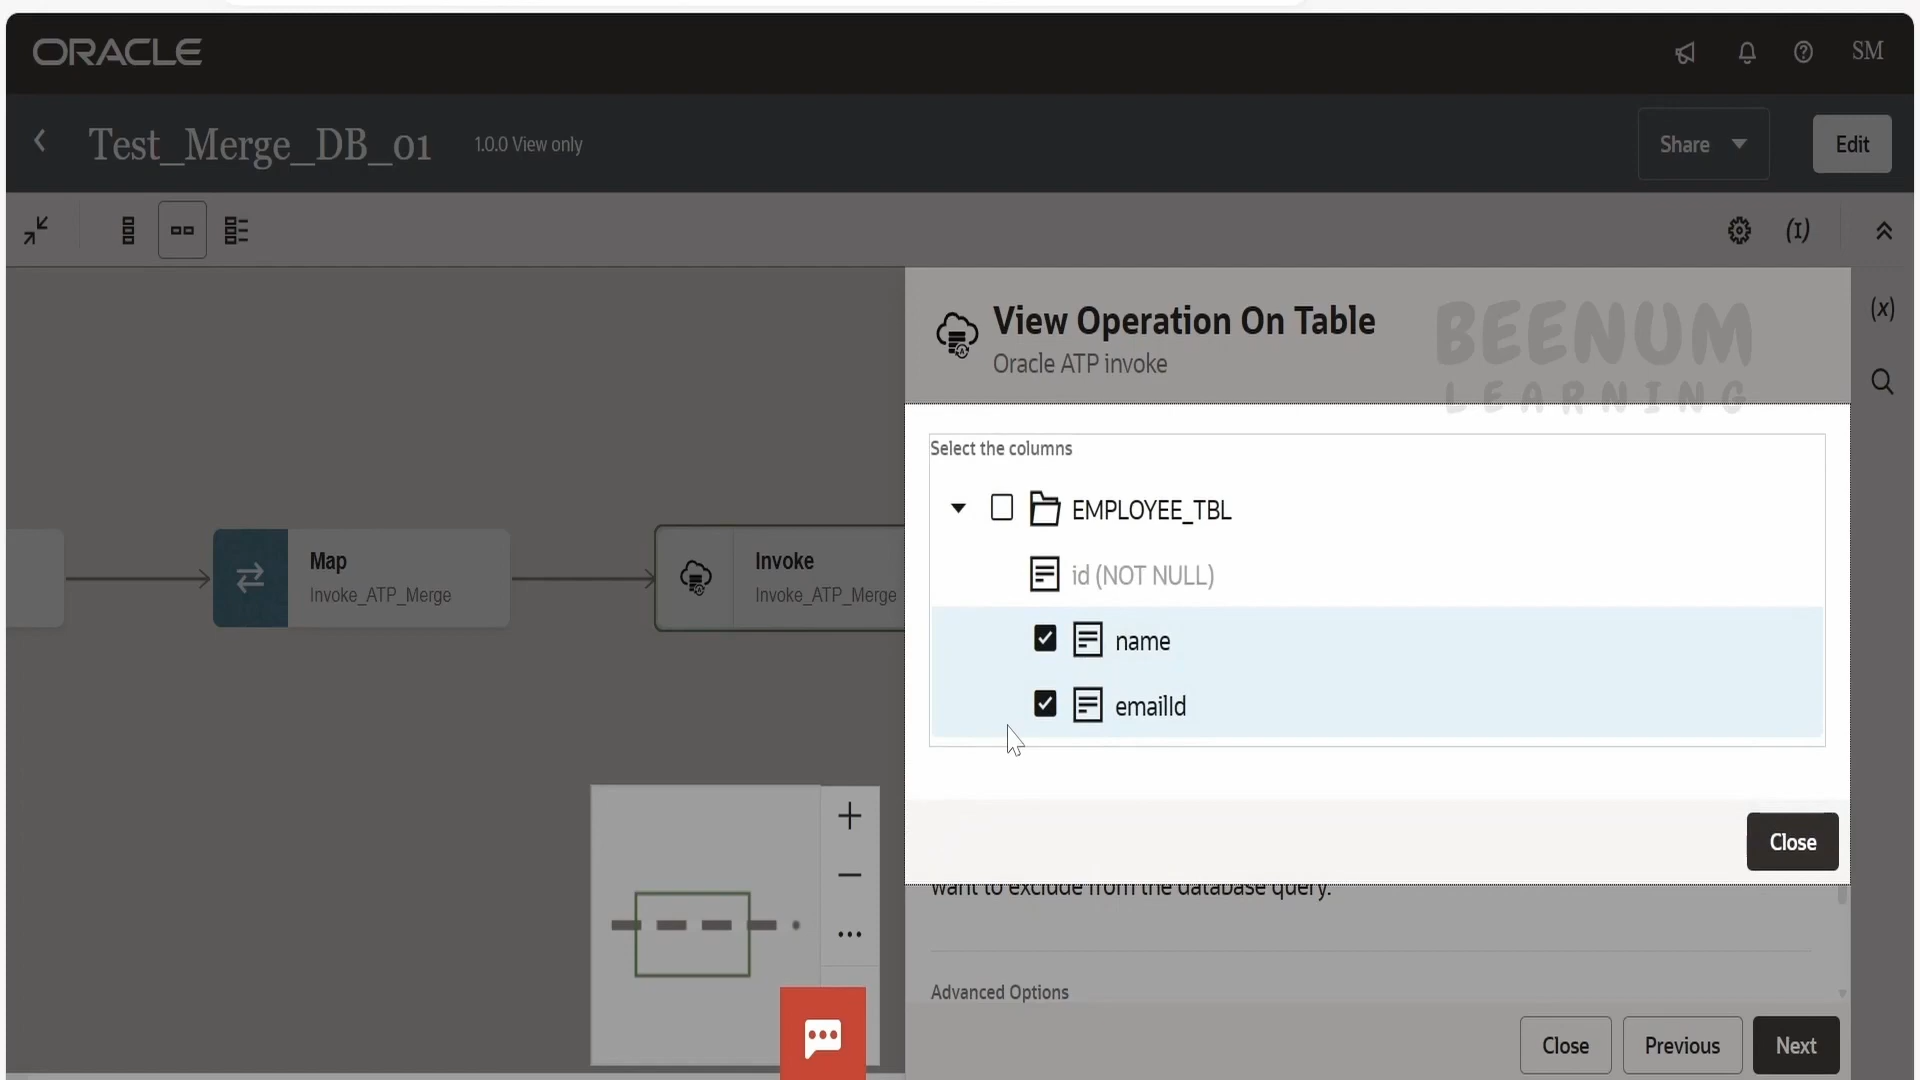 ORACLE
SM
Test_Merge_DB_01
1.0.0 View only
Share
Edit
(I)
View Operation On Table
Oracle ATP invoke
BEENUM
LEARNING
(x)
Select the columns
EMPLOYEE_TBL
id (NOT NULL)
name
emailId
Map
Invoke_ATP_Merge
Invoke
Invoke_ATP_Merge
Close
want to exclude from the database query.
Advanced Options
Close
Previous
Next